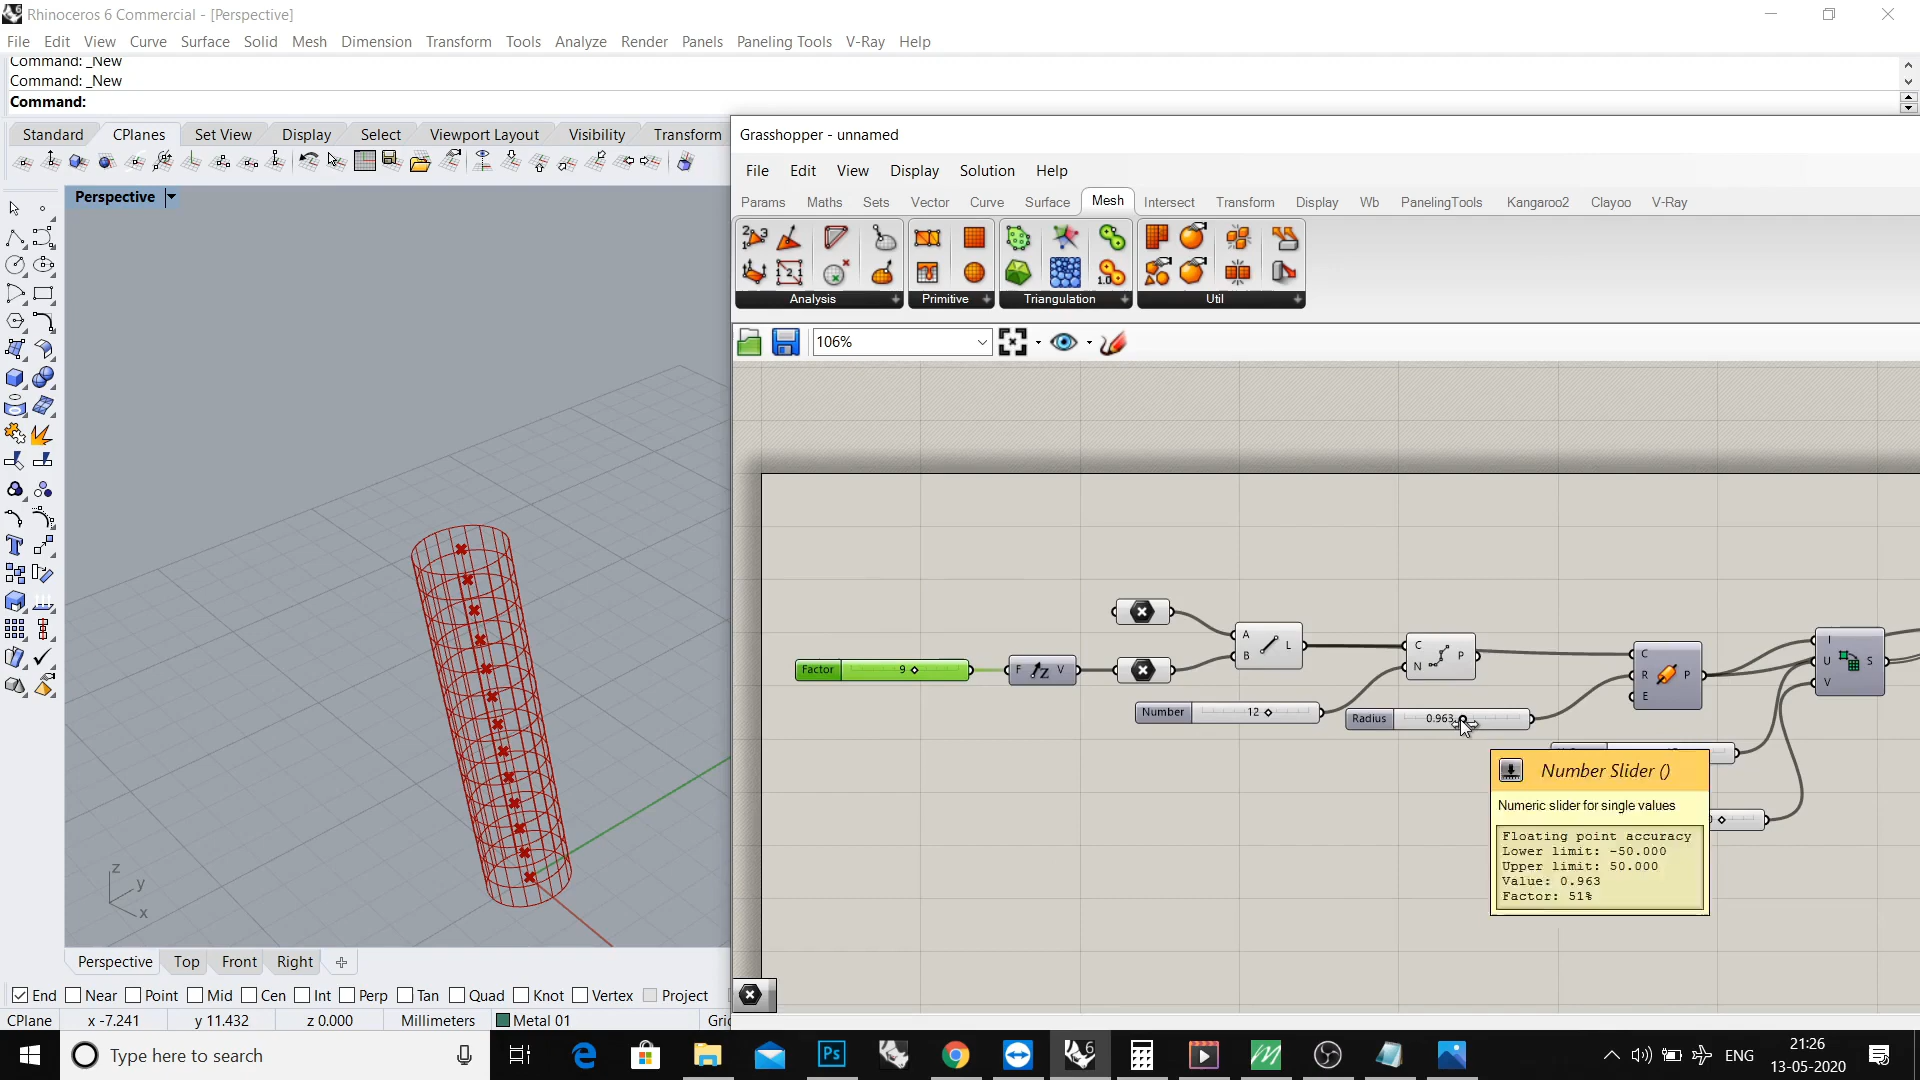 Rhinoceros 6 Commercial - [Perspective]
File Edit View Curve Surface Solid Mesh Dimension Transform Tools Analyze Render Panels Paneling Tools V-Ray Help
Command: _New
Command: _New
Command:
Standard CPlanes Set View Display Select Viewport Layout Visibility Transform
Perspective
Grasshopper - unnamed
File Edit View Display Solution Help
Params Maths Sets Vector Curve Surface Mesh Intersect Transform Display Wb PanelingTools Kangaroo2 Clayoo V-Ray
Analysis Primitive Triangulation Util
106%
A
B
L
C
N
P
Factor 9
F V
Number 12
Radius 0.963
C
R
E
P
I
U
V
S
Number Slider ()
Numeric slider for single values
Floating point accuracy
Lower limit: -50.000
Upper limit: 50.000
Value: 0.963
Factor: 51%
z
y
x
Perspective Top Front Right
End Near Point Mid Cen Int Perp Tan Quad Knot Vertex Project
CPlane x -7.241 y 11.432 z 0.000 Millimeters Metal 01
Type here to search
Ps
6
ENG
21:26
13-05-2020